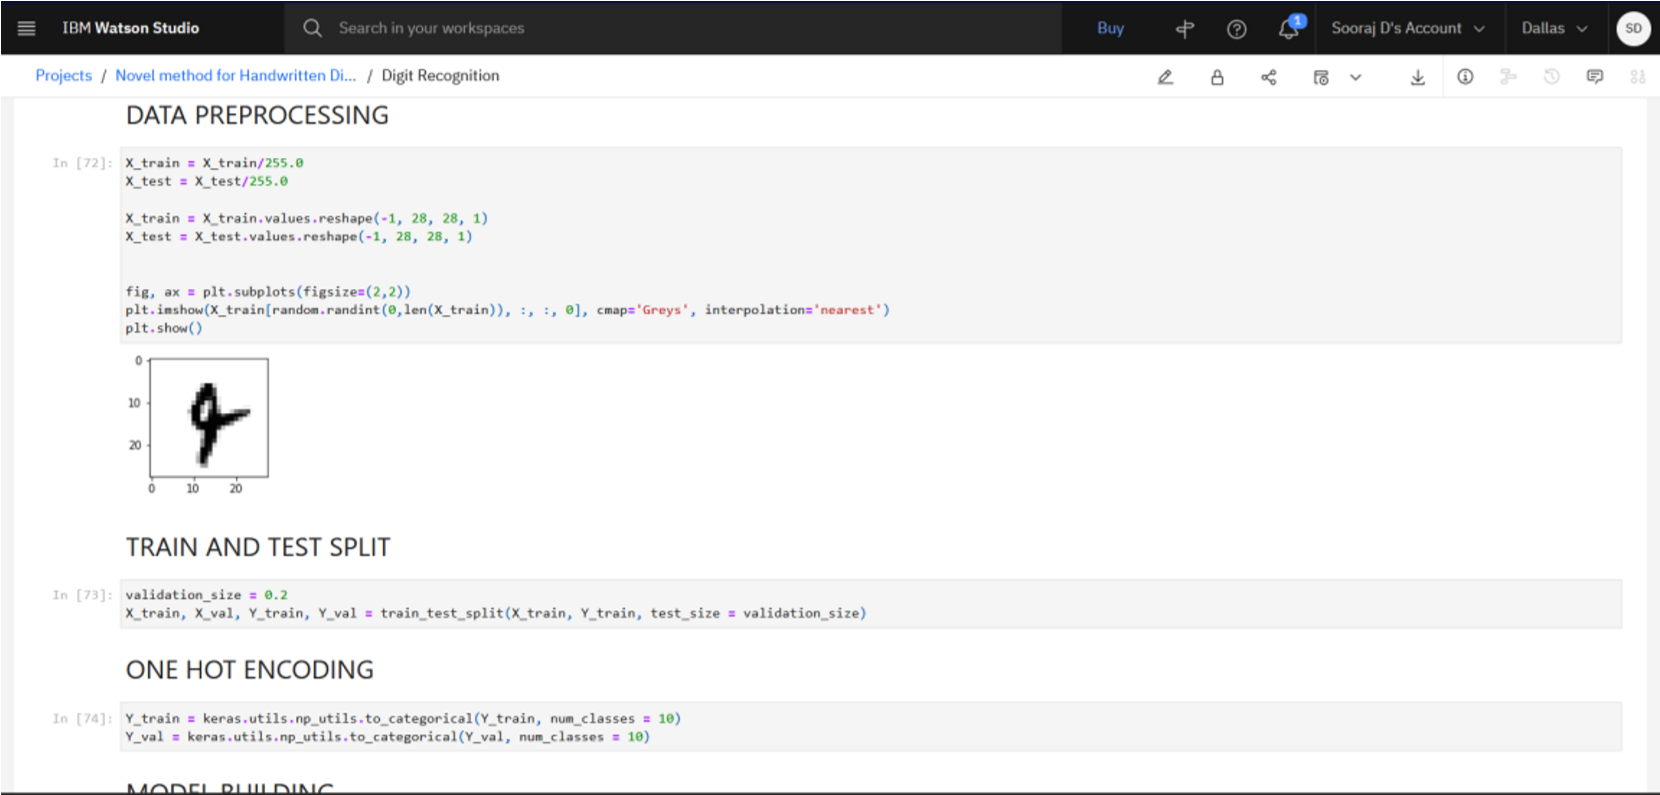 IBM Watson Studio
Search in your workspaces
Buy
1
Sooraj D's Account
Dallas
SD
Projects / Novel method for Handwritten Di... / Digit Recognition
DATA PREPROCESSING
In [72]:
X_train = X_train/255.0
X_test = X_test/255.0
X_train = X_train.values.reshape(-1, 28, 28, 1)
X_test = X_test.values.reshape(-1, 28, 28, 1)
fig, ax = plt.subplots(figsize=(2,2))
plt.imshow(X_train[random.randint(0,len(X_train)), :, :, 0], cmap='Greys', interpolation='nearest')
plt.show()
0
10
20
0 10 20
TRAIN AND TEST SPLIT
In [73]:
validation_size = 0.2
X_train, X_val, Y_train, Y_val = train_test_split(X_train, Y_train, test_size = validation_size)
ONE HOT ENCODING
In [74]:
Y_train = keras.utils.np_utils.to_categorical(Y_train, num_classes = 10)
Y_val = keras.utils.np_utils.to_categorical(Y_val, num_classes = 10)
MODEL BUILDING